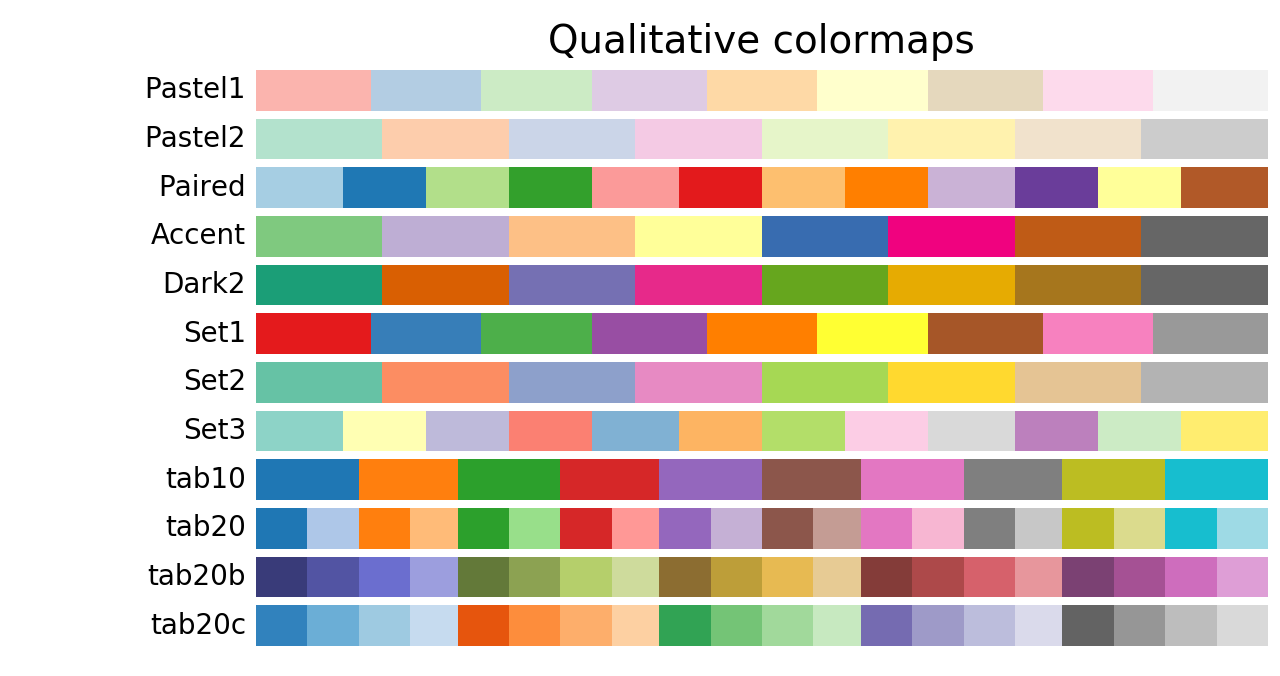 Qualitative colormaps
Pastel1
Pastel2
Paired
Accent
Dark2
Set1
Set2
Set3
tab10
tab20
tab20b
tab20c